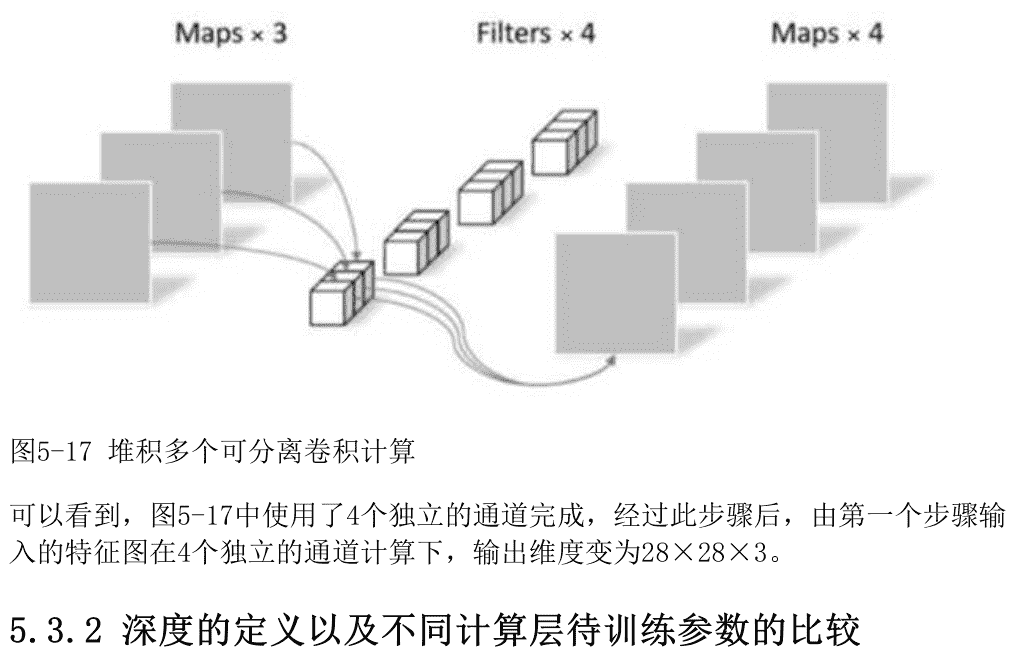 Maps × 3 Filters × 4 Maps × 4
图5-17 堆积多个可分离卷积计算
可以看到，图5-17中使用了4个独立的通道完成，经过此步骤后，由第一个步骤输
入的特征图在4个独立的通道计算下，输出维度变为28×28×3。
5.3.2 深度的定义以及不同计算层待训练参数的比较